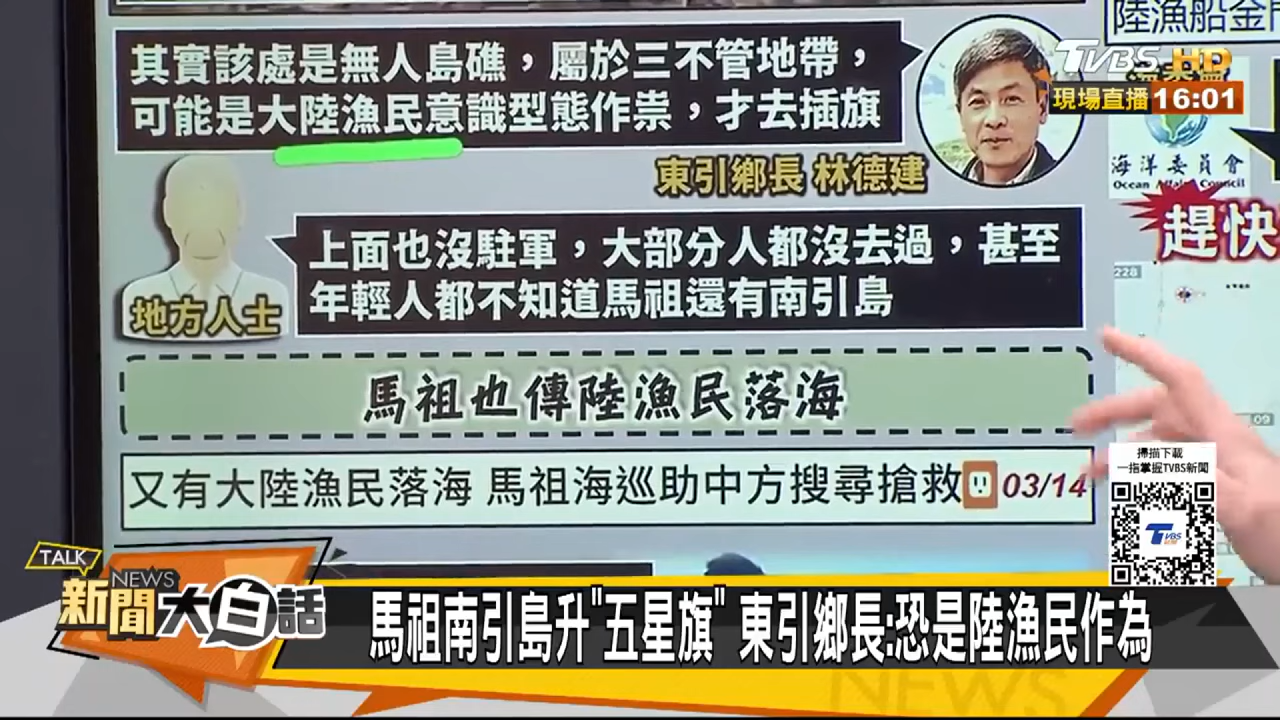 其實該處是無人島礁，屬於三不管地帶，
可能是大陸漁民意識型態作祟，才去插旗
東引鄉長 林德建
陸漁船金門
TVBS HD
現場直播 16:01
海洋委員會
Ocean Affairs Council
趕快
地方人士
上面也沒駐軍，大部分人都沒去過，甚至
年輕人都不知道馬祖還有南引島
228
馬祖也傳陸漁民落海
09
又有大陸漁民落海 馬祖海巡助中方搜尋搶救 03/14
掃描下載
一指掌握TVBS新聞
TVBS
新聞
TALK
NEWS
新聞大白話
馬祖南引島升"五星旗" 東引鄉長:恐是陸漁民作為
NEWS